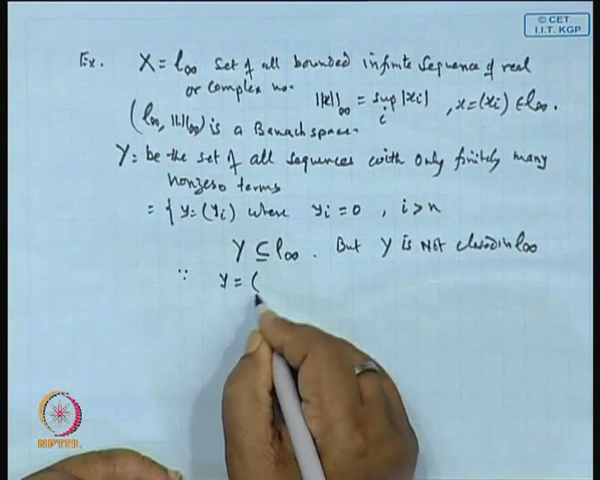 © CET
I.I.T. KGP
Ex. X = l∞ set of all bounded infinite sequence of real
or complex no.
||x||∞ = sup |xi| , x = (xi) ∈ l∞.
i
(l∞, ||.||∞) is a Banach space.
Y = be the set of all sequences with only finitely many
nonzero terms
= { y = (yi) where yi = 0 , i > n
Y ⊆ l∞ . But Y is Not closed in l∞
∵ y = (
NPTEL